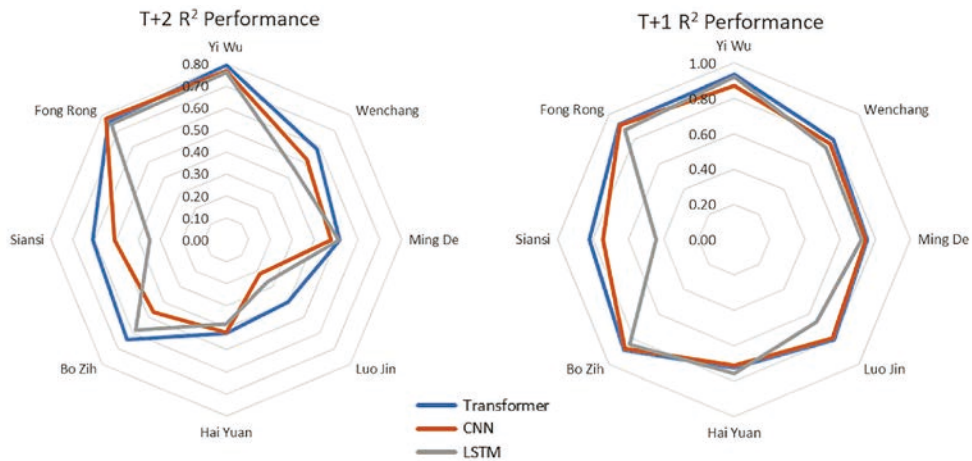 T+2 R² Performance
Yi Wu
Wenchang
Ming De
Luo Jin
Hai Yuan
Bo Zih
Siansi
Fong Rong
0.80
0.70
0.60
0.50
0.40
0.30
0.20
0.10
0.00
T+1 R² Performance
Yi Wu
Wenchang
Ming De
Luo Jin
Hai Yuan
Bo Zih
Siansi
Fong Rong
1.00
0.80
0.60
0.40
0.20
0.00
Transformer
CNN
LSTM